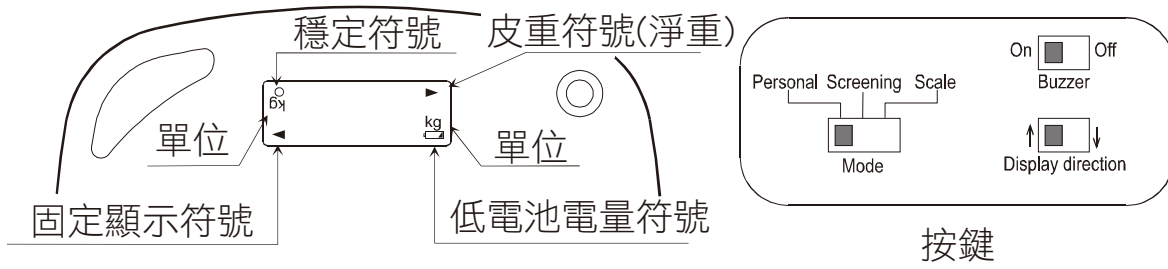 穩定符號
皮重符號(淨重)
kg
kg
單位
單位
固定顯示符號
低電池電量符號
On Off
Buzzer
Personal Screening Scale
Mode
↑ ↓
Display direction
按鍵